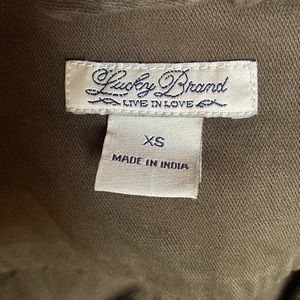 Lucky Brand
LIVE IN LOVE
XS
MADE IN INDIA